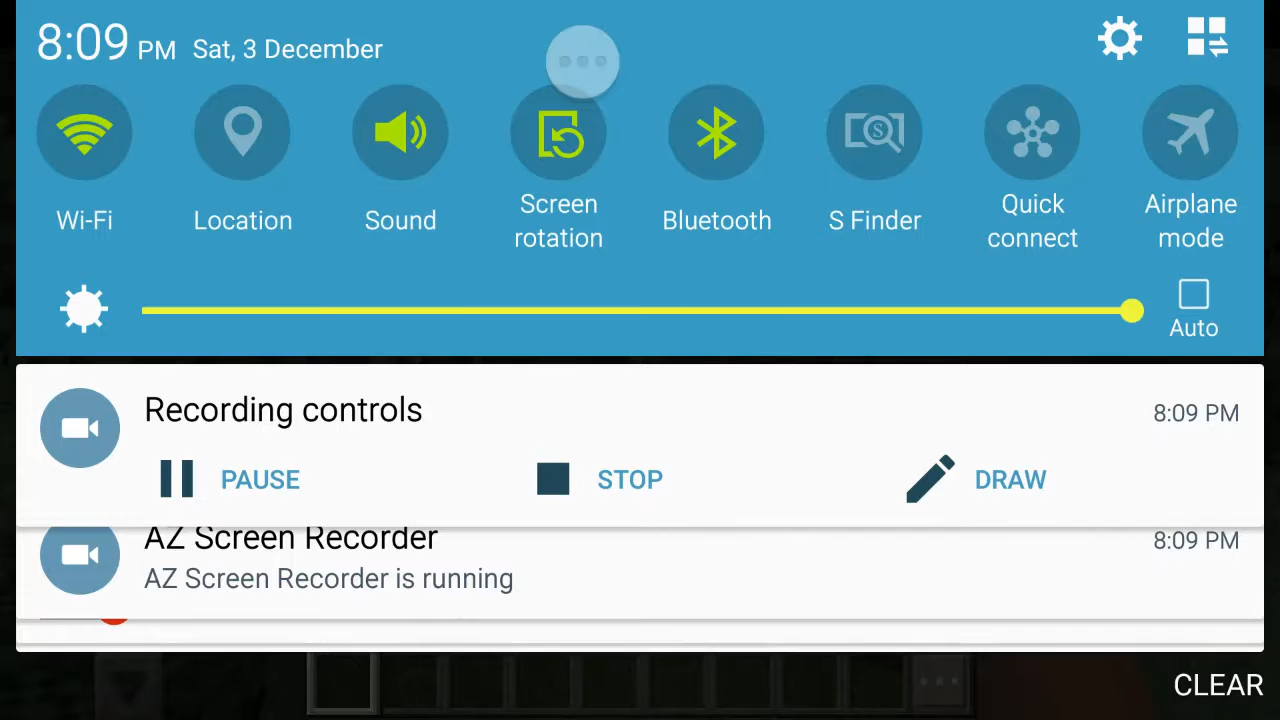 8:09 PM Sat, 3 December
Wi-Fi
Location
Sound
Screen
rotation
Bluetooth
S Finder
Quick
connect
Airplane
mode
Auto
Recording controls 8:09 PM
PAUSE STOP DRAW
AZ Screen Recorder 8:09 PM
AZ Screen Recorder is running
CLEAR